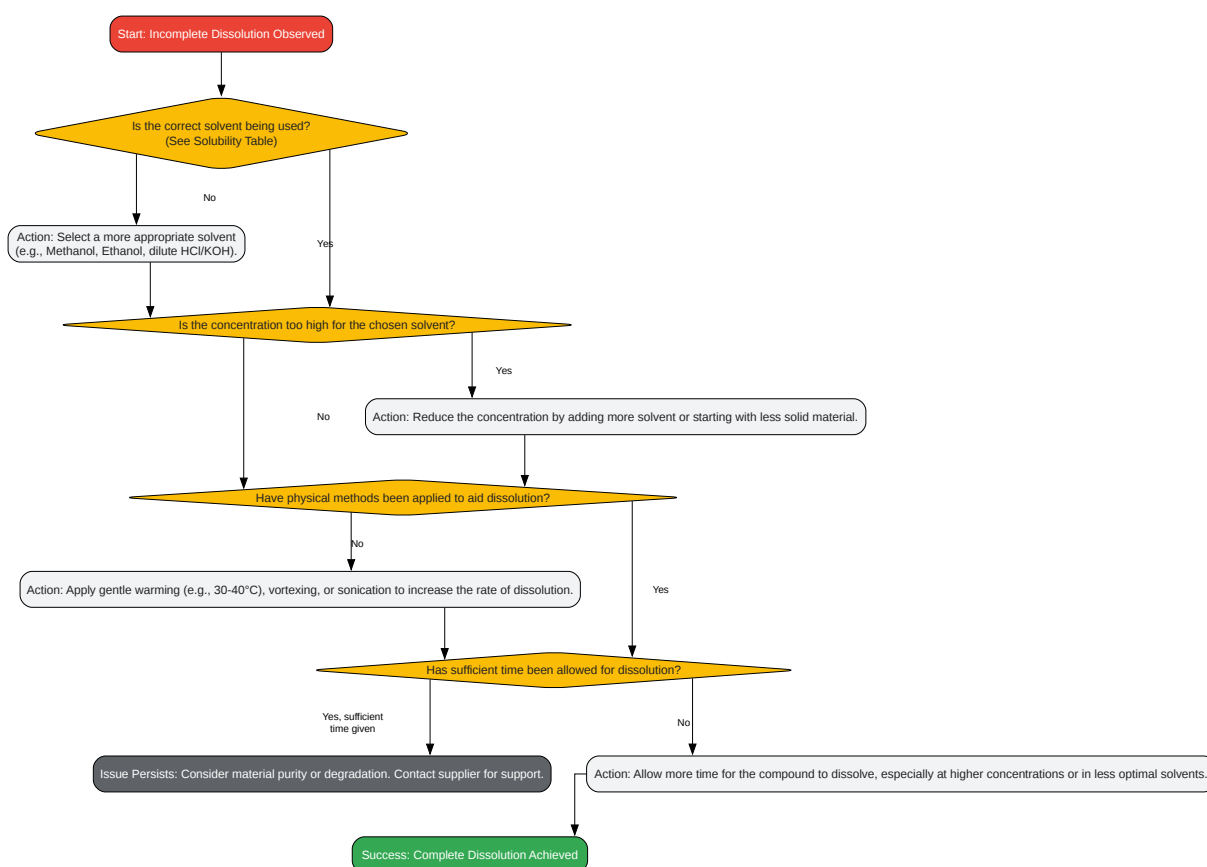 Start: Incomplete Dissolution Observed
Is the correct solvent being used?
(See Solubility Table)
No
Action: Select a more appropriate solvent
(e.g., Methanol, Ethanol, dilute HCl/KOH).
Yes
Is the concentration too high for the chosen solvent?
Yes
No
Action: Reduce the concentration by adding more solvent or starting with less solid material.
Have physical methods been applied to aid dissolution?
No
Action: Apply gentle warming (e.g., 30-40°C), vortexing, or sonication to increase the rate of dissolution.
Yes
Has sufficient time been allowed for dissolution?
Yes, sufficient
time given
No
Issue Persists: Consider material purity or degradation. Contact supplier for support.
Action: Allow more time for the compound to dissolve, especially at higher concentrations or in less optimal solvents.
Success: Complete Dissolution Achieved